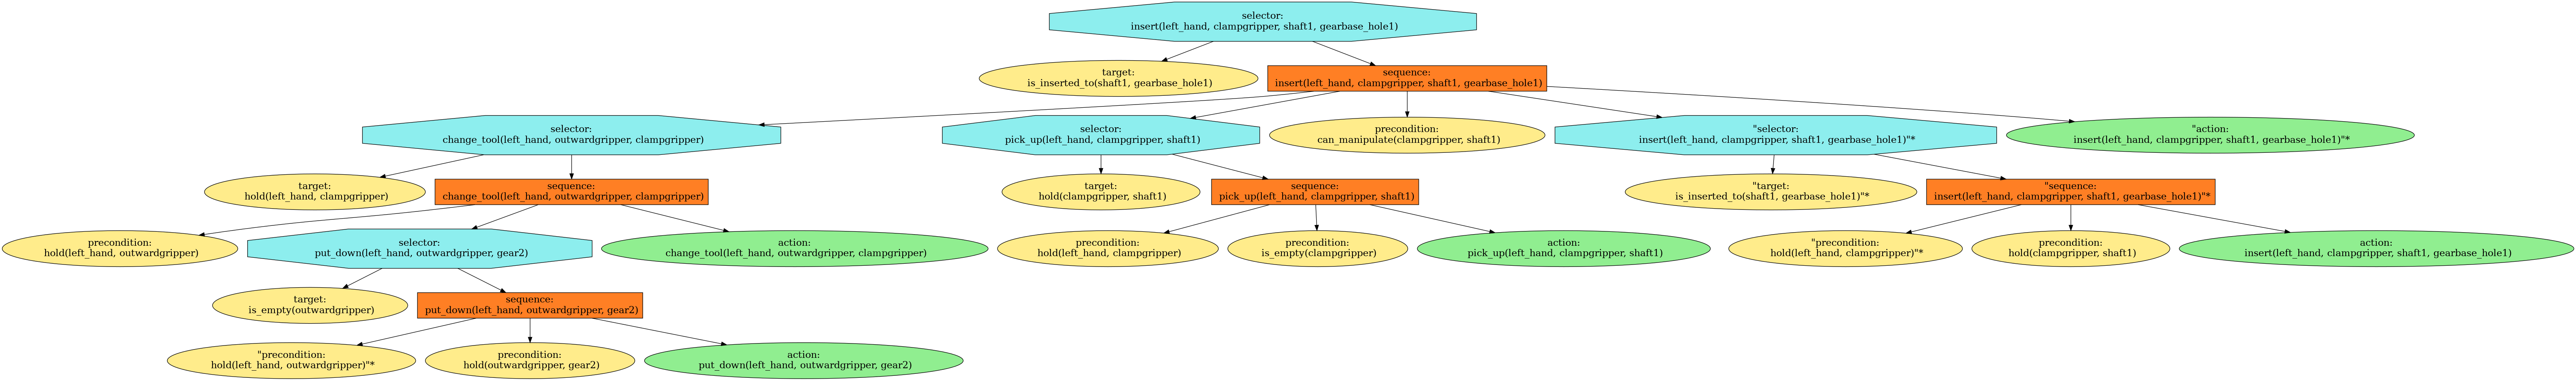 selector:
insert(left_hand, clampgripper, shaft1, gearbase_hole1)
target:
is_inserted_to(shaft1, gearbase_hole1)
sequence:
insert(left_hand, clampgripper, shaft1, gearbase_hole1)
selector:
change_tool(left_hand, outwardgripper, clampgripper)
selector:
pick_up(left_hand, clampgripper, shaft1)
precondition:
can_manipulate(clampgripper, shaft1)
"selector:
insert(left_hand, clampgripper, shaft1, gearbase_hole1)"*
"action:
insert(left_hand, clampgripper, shaft1, gearbase_hole1)"*
target:
hold(left_hand, clampgripper)
sequence:
change_tool(left_hand, outwardgripper, clampgripper)
target:
hold(clampgripper, shaft1)
sequence:
pick_up(left_hand, clampgripper, shaft1)
"target:
is_inserted_to(shaft1, gearbase_hole1)"*
"sequence:
insert(left_hand, clampgripper, shaft1, gearbase_hole1)"*
precondition:
hold(left_hand, outwardgripper)
selector:
put_down(left_hand, outwardgripper, gear2)
action:
change_tool(left_hand, outwardgripper, clampgripper)
precondition:
hold(left_hand, clampgripper)
precondition:
is_empty(clampgripper)
action:
pick_up(left_hand, clampgripper, shaft1)
"precondition:
hold(left_hand, clampgripper)"*
precondition:
hold(clampgripper, shaft1)
action:
insert(left_hand, clampgripper, shaft1, gearbase_hole1)
target:
is_empty(outwardgripper)
sequence:
put_down(left_hand, outwardgripper, gear2)
"precondition:
hold(left_hand, outwardgripper)"*
precondition:
hold(outwardgripper, gear2)
action:
put_down(left_hand, outwardgripper, gear2)